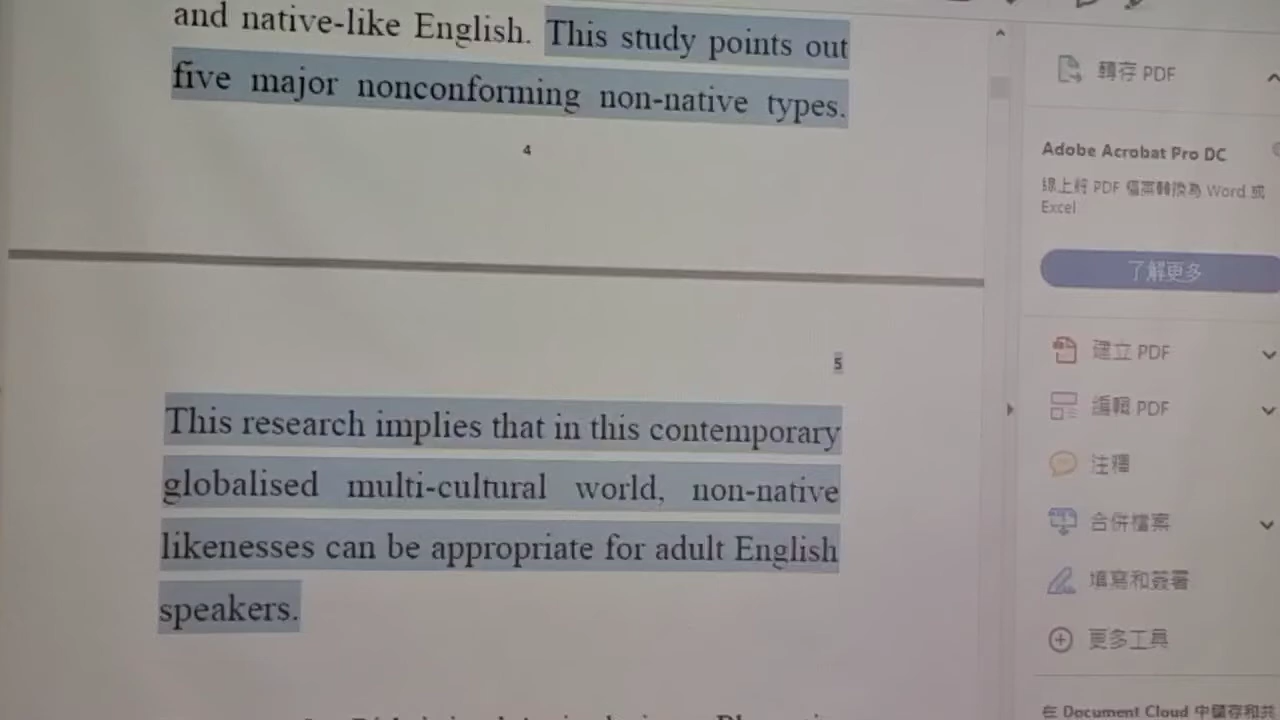 and native-like English. This study points out
five major nonconforming non-native types.
4
5
This research implies that in this contemporary
globalised multi-cultural world, non-native
likenesses can be appropriate for adult English
speakers.
轉存 PDF
Adobe Acrobat Pro DC
線上將 PDF 檔案轉換為 Word 或
Excel
了解更多
建立 PDF
編輯 PDF
注釋
合併檔案
填寫和簽署
更多工具
在 Document Cloud 中儲存和共